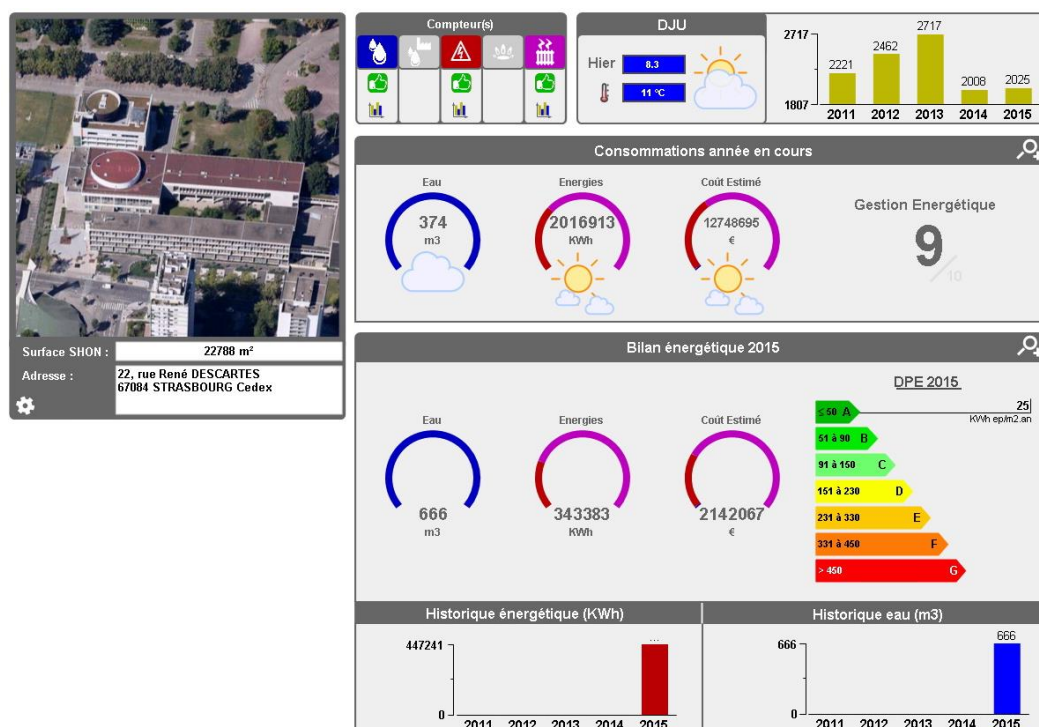 Surface SHON :
22788 m²
Adresse :
22, rue René DESCARTES
67084 STRASBOURG Cedex
Compteur(s)
DJU
Hier
8.3
11 °C
2717
1807
2221
2462
2717
2008
2025
2011 2012 2013 2014 2015
Consommations année en cours
Eau
374
m3
Energies
2016913
KWh
Coût Estimé
12748695
€
Gestion Energétique
9
/10
Bilan énergétique 2015
Eau
666
m3
Energies
343383
KWh
Coût Estimé
2142067
€
DPE 2015
≤ 50 A
25
KWh ep/m2.an
51 à 90 B
91 à 150 C
151 à 230 D
231 à 330 E
331 à 450 F
> 450 G
Historique énergétique (KWh)
447241
0
...
2011 2012 2013 2014 2015
Historique eau (m3)
666
0
666
2011 2012 2013 2014 2015